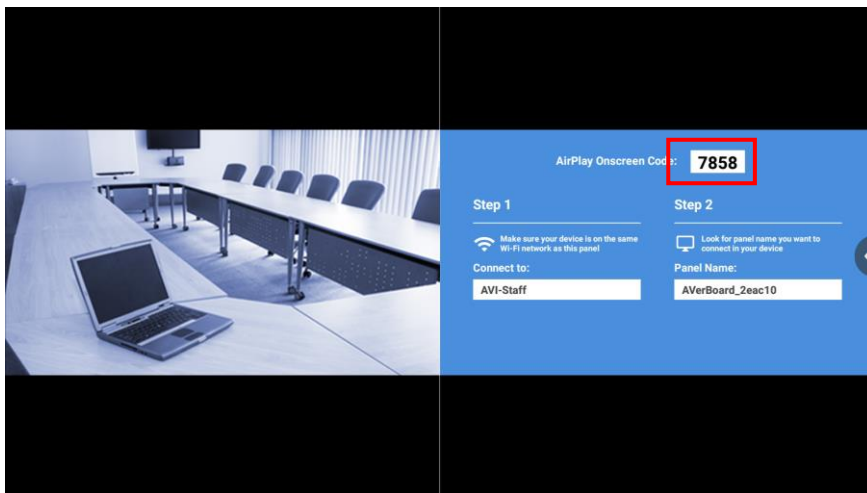 AirPlay Onscreen Code: 7858
Step 1
Make sure your device is on the same
Wi-Fi network as this panel
Connect to:
AVI-Staff
Step 2
Look for panel name you want to
connect in your device
Panel Name:
AVerBoard_2eac10